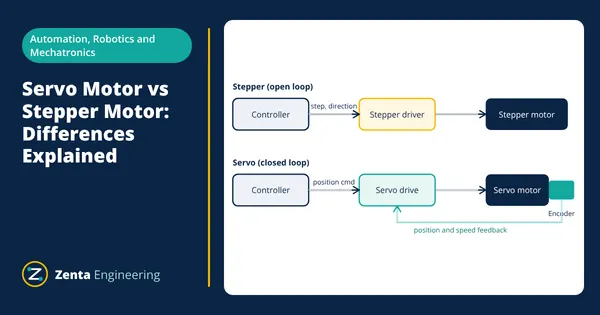 Automation, Robotics and
Mechatronics
Servo Motor vs
Stepper Motor:
Differences
Explained
Zenta Engineering
Stepper (open loop)
Controller
step, direction
Stepper driver
Stepper motor
Servo (closed loop)
Controller
position cmd
Servo drive
Servo motor
Encoder
position and speed feedback